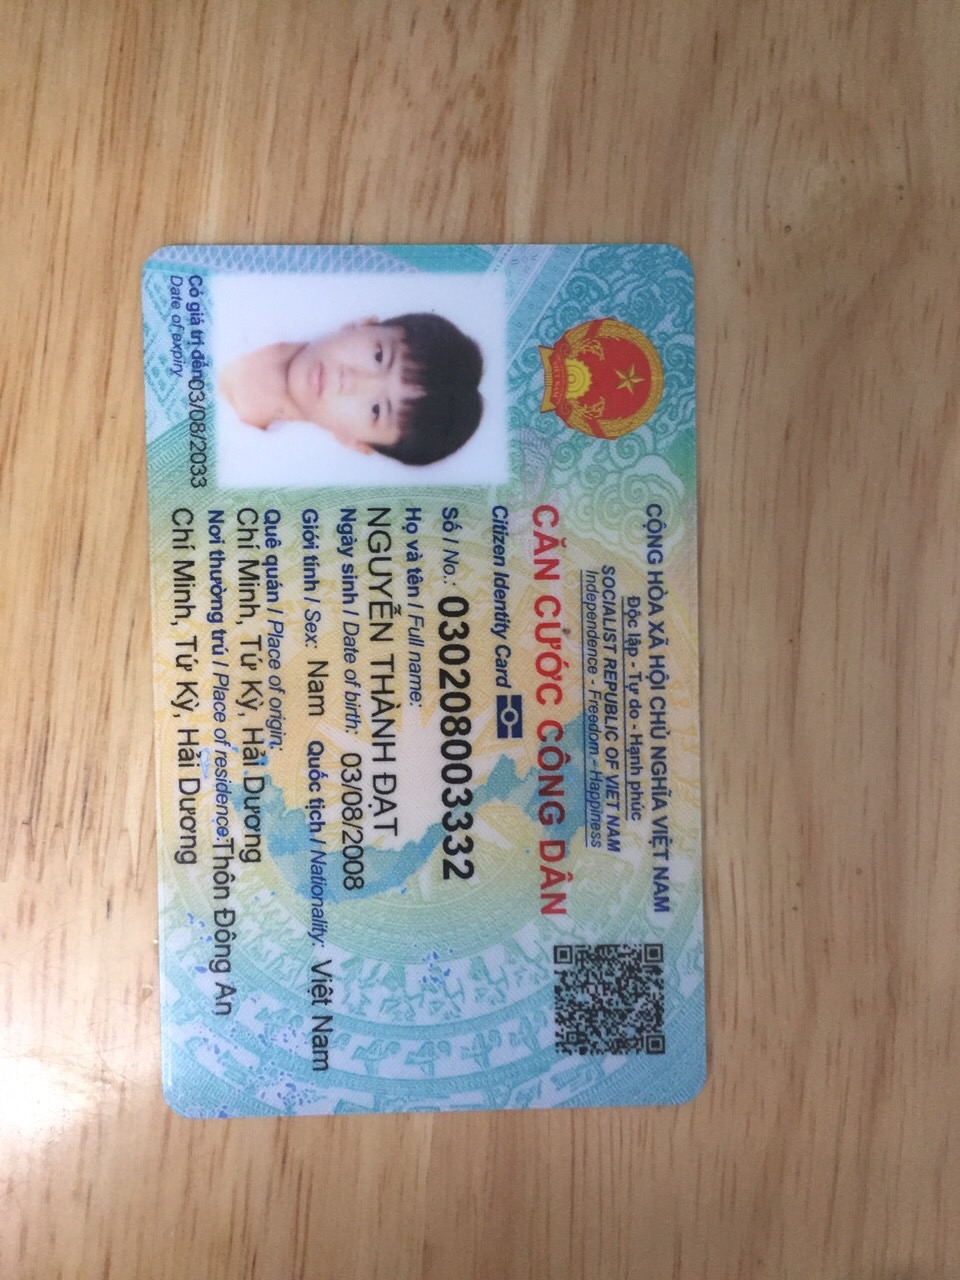 CỘNG HÒA XÃ HỘI CHỦ NGHĨA VIỆT NAM
Độc lập - Tự do - Hạnh phúc
SOCIALIST REPUBLIC OF VIET NAM
Independence - Freedom - Happiness
CĂN CƯỚC CÔNG DÂN
Citizen Identity Card
Số / No.: 030208003332
Họ và tên / Full name:
NGUYỄN THÀNH ĐẠT
Ngày sinh / Date of birth: 03/08/2008
Giới tính / Sex: Nam Quốc tịch / Nationality: Việt Nam
Quê quán / Place of origin:
Chí Minh, Tứ Kỳ, Hải Dương
Nơi thường trú / Place of residence: Thôn Đông An
Chí Minh, Tứ Kỳ, Hải Dương
Có giá trị đến 03/08/2033
Date of expiry